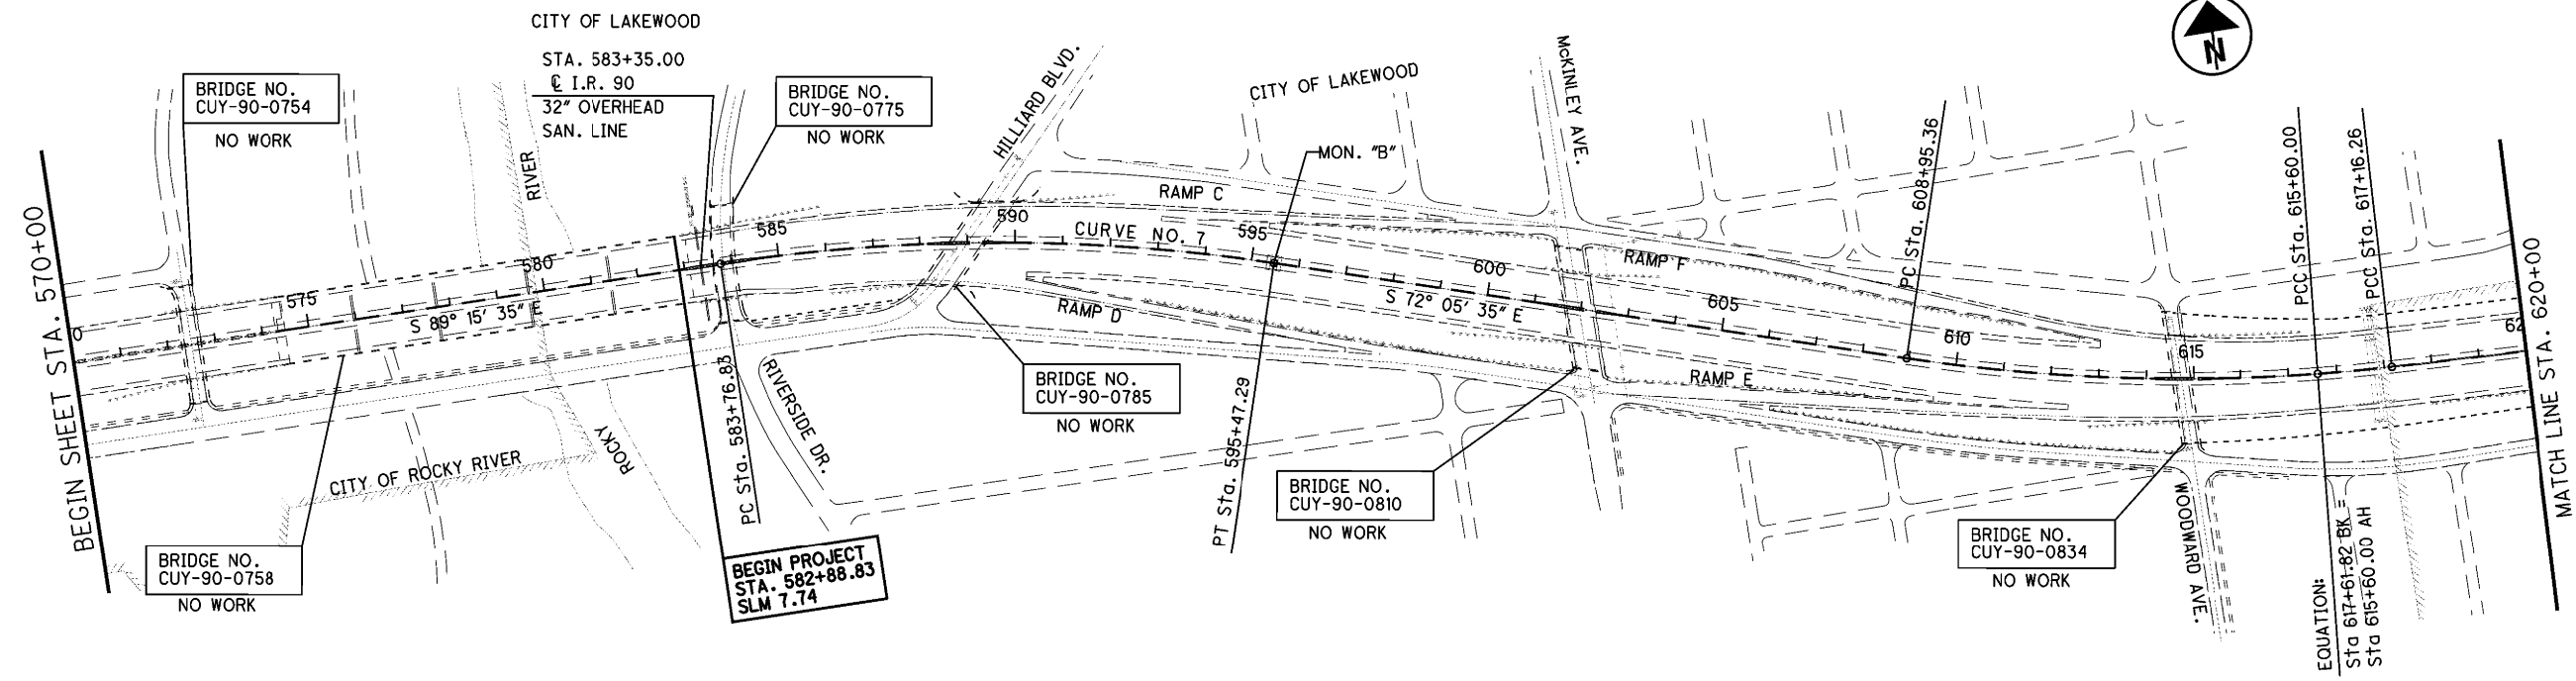 CITY OF LAKEWOOD
STA. 583+35.00
℄ I.R. 90
32" OVERHEAD
SAN. LINE
BRIDGE NO.
CUY-90-0754
NO WORK
BRIDGE NO.
CUY-90-0775
NO WORK
HILLIARD BLVD.
CITY OF LAKEWOOD
McKINLEY AVE.
N
MON. "B"
RIVER
RAMP C
BEGIN SHEET STA. 570+00
0
575
580
585
590
CURVE NO. 7
595
600
605
610
615
62
S 89° 15' 35" E
S 72° 05' 35" E
RAMP F
RAMP D
RAMP E
PC Sta. 608+95.36
PCC Sta. 615+60.00
PCC Sta. 617+16.26
MATCH LINE STA. 620+00
PC Sta. 583+76.83
RIVERSIDE DR.
BRIDGE NO.
CUY-90-0785
NO WORK
PT Sta. 595+47.29
CITY OF ROCKY RIVER
ROCKY
BRIDGE NO.
CUY-90-0810
NO WORK
BRIDGE NO.
CUY-90-0758
NO WORK
BEGIN PROJECT
STA. 582+88.83
SLM 7.74
BRIDGE NO.
CUY-90-0834
NO WORK
WOODWARD AVE.
EQUATION:
Sta 617+61.82 BK =
Sta 615+60.00 AH